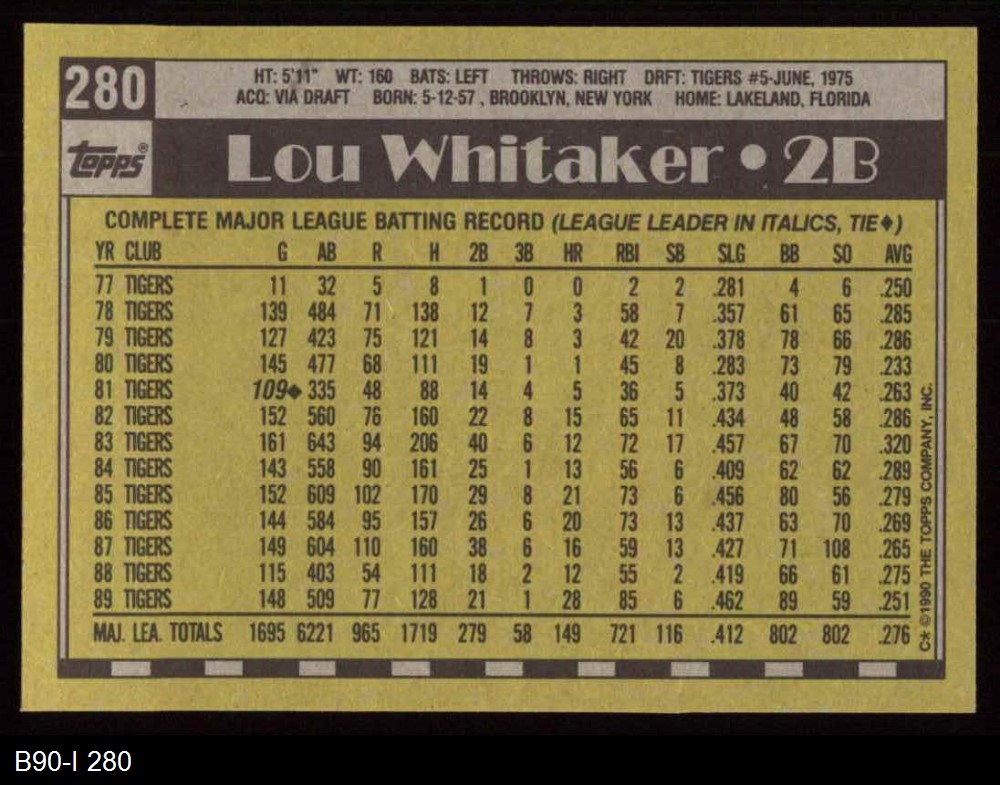 280
HT: 5'11" WT: 160 BATS: LEFT THROWS: RIGHT DRFT: TIGERS #5-JUNE, 1975
ACQ: VIA DRAFT BORN: 5-12-57, BROOKLYN, NEW YORK HOME: LAKELAND, FLORIDA
Topps®
Lou Whitaker • 2B
COMPLETE MAJOR LEAGUE BATTING RECORD (LEAGUE LEADER IN ITALICS, TIE♦)
YR CLUB G AB R H 2B 3B HR RBI SB SLG BB SO AVG
77 TIGERS 11 32 5 8 1 0 0 2 2 .281 4 6 .250
78 TIGERS 139 484 71 138 12 7 3 58 7 .357 61 65 .285
79 TIGERS 127 423 75 121 14 8 3 42 20 .378 78 66 .286
80 TIGERS 145 477 68 111 19 1 1 45 8 .283 73 79 .233
81 TIGERS 109♦ 335 48 88 14 4 5 36 5 .373 40 42 .263
82 TIGERS 152 560 76 160 22 8 15 65 11 .434 48 58 .286
83 TIGERS 161 643 94 206 40 6 12 72 17 .457 67 70 .320
84 TIGERS 143 558 90 161 25 1 13 56 6 .409 62 62 .289
85 TIGERS 152 609 102 170 29 8 21 73 6 .456 80 56 .279
86 TIGERS 144 584 95 157 26 6 20 73 13 .437 63 70 .269
87 TIGERS 149 604 110 160 38 6 16 59 13 .427 71 108 .265
88 TIGERS 115 403 54 111 18 2 12 55 2 .419 66 61 .275
89 TIGERS 148 509 77 128 21 1 28 85 6 .462 89 59 .251
MAJ. LEA. TOTALS 1695 6221 965 1719 279 58 149 721 116 .412 802 802 .276
C* ©1990 THE TOPPS COMPANY, INC.
B90-I 280